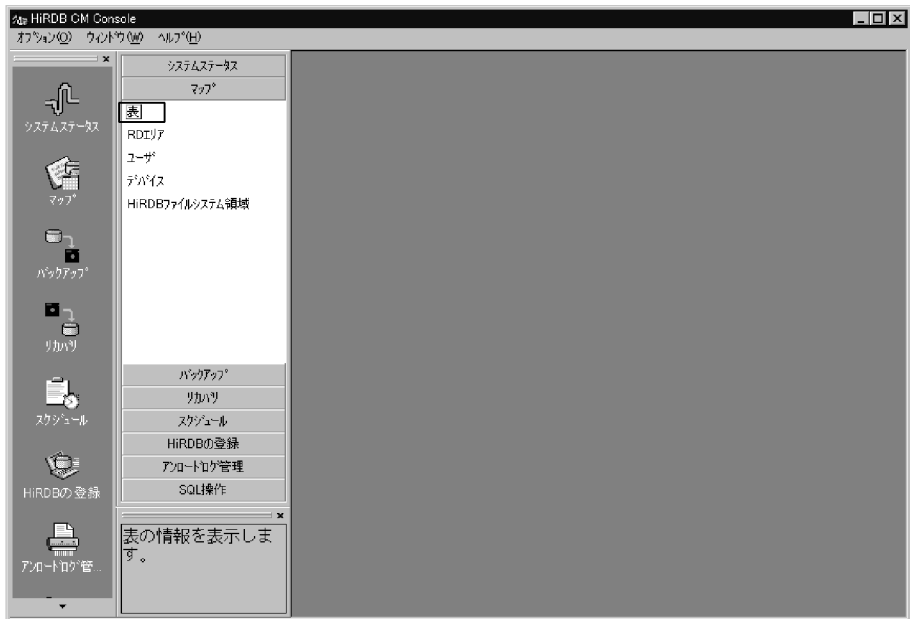 HiRDB CM Console
オプション(O) ウィンドウ(W) ヘルプ(H)
システムステータス
マップ
バックアップ
リカバリ
スケジュール
HiRDBの登録
アンロードログ管...
システムステータス
マップ
表
RDエリア
ユーザ
デバイス
HiRDBファイルシステム領域
バックアップ
リカバリ
スケジュール
HiRDBの登録
アンロードログ管理
SQL操作
表の情報を表示しま
す。